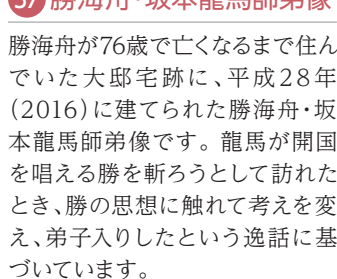 37 勝海舟・坂本龍馬師弟像
勝海舟が76歳で亡くなるまで住ん
でいた大邸宅跡に、平成28年
(2016)に建てられた勝海舟・坂
本龍馬師弟像です。龍馬が開国
を唱える勝を斬ろうとして訪れた
とき、勝の思想に触れて考えを変
え、弟子入りしたという逸話に基
づいています。